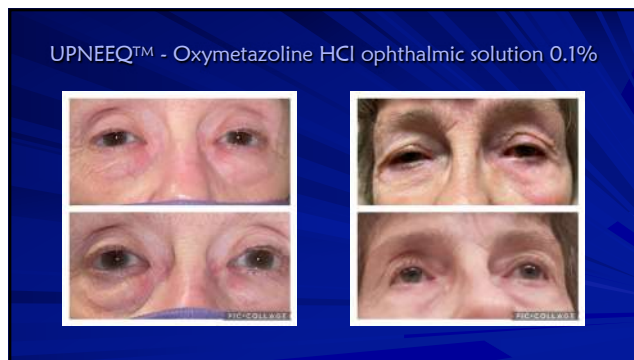 UPNEEQ™ - Oxymetazoline HCl ophthalmic solution 0.1%
PIC•COLLAGE
PIC•COLLAGE